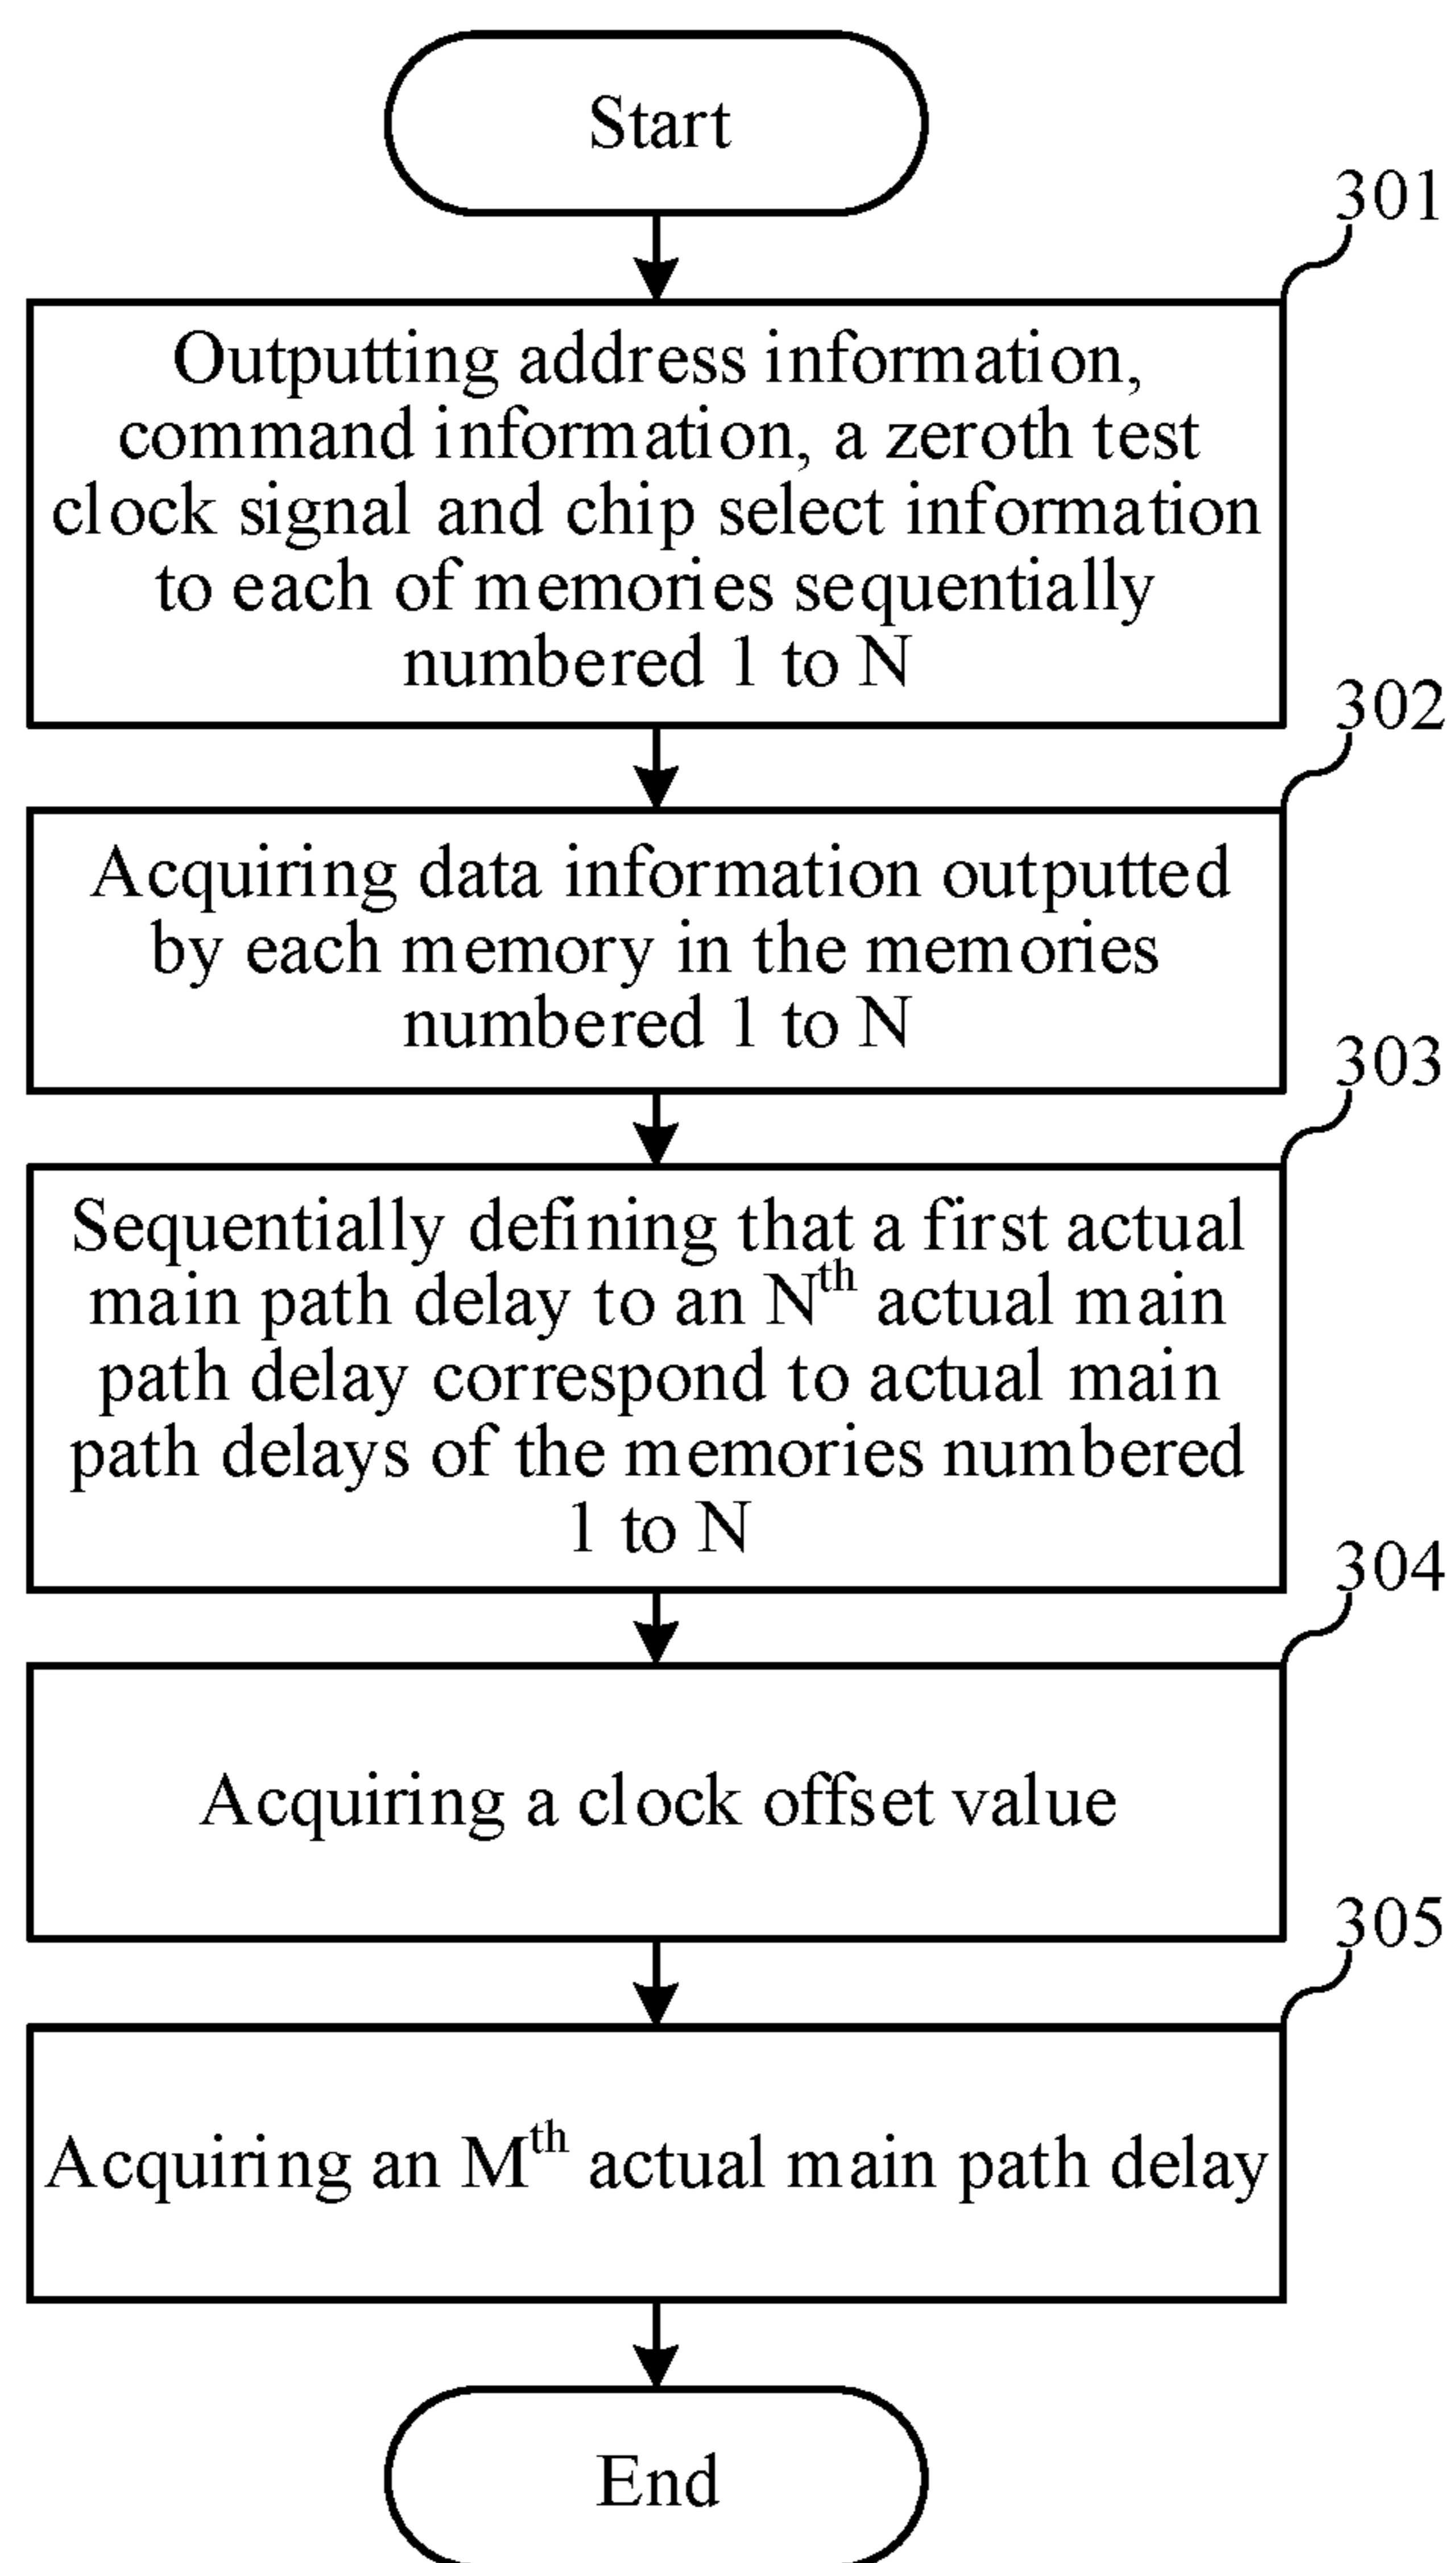 Start
301
Outputting address information,
command information, a zeroth test
clock signal and chip select information
to each of memories sequentially
numbered 1 to N
302
Acquiring data information outputted
by each memory in the memories
numbered 1 to N
303
Sequentially defining that a first actual
main path delay to an Nth actual main
path delay correspond to actual main
path delays of the memories numbered
1 to N
304
Acquiring a clock offset value
305
Acquiring an Mth actual main path delay
End